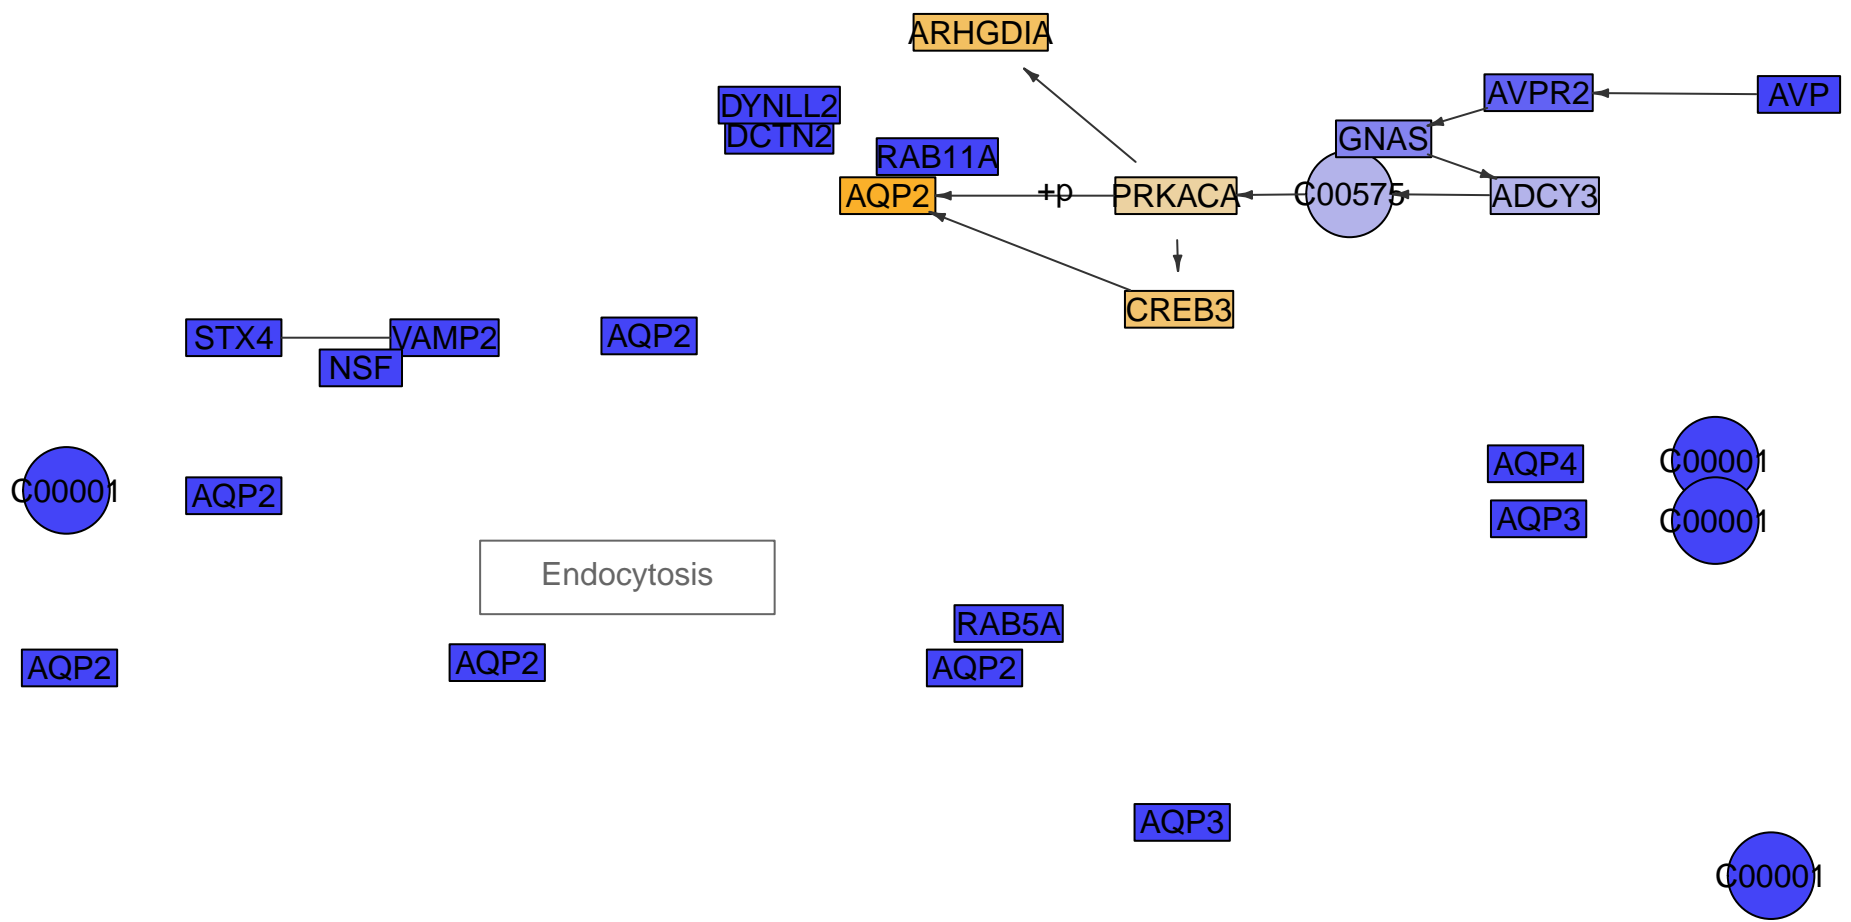 ARHGDIA
DYNLL2
AVPR2
AVP
DCTN2
GNAS
RAB11A
AQP2
+p
PRKACA
C00575
ADCY3
CREB3
STX4
VAMP2
AQP2
NSF
C00001
AQP4
C00001
AQP2
AQP3
C00001
Endocytosis
RAB5A
AQP2
AQP2
AQP2
AQP3
C00001